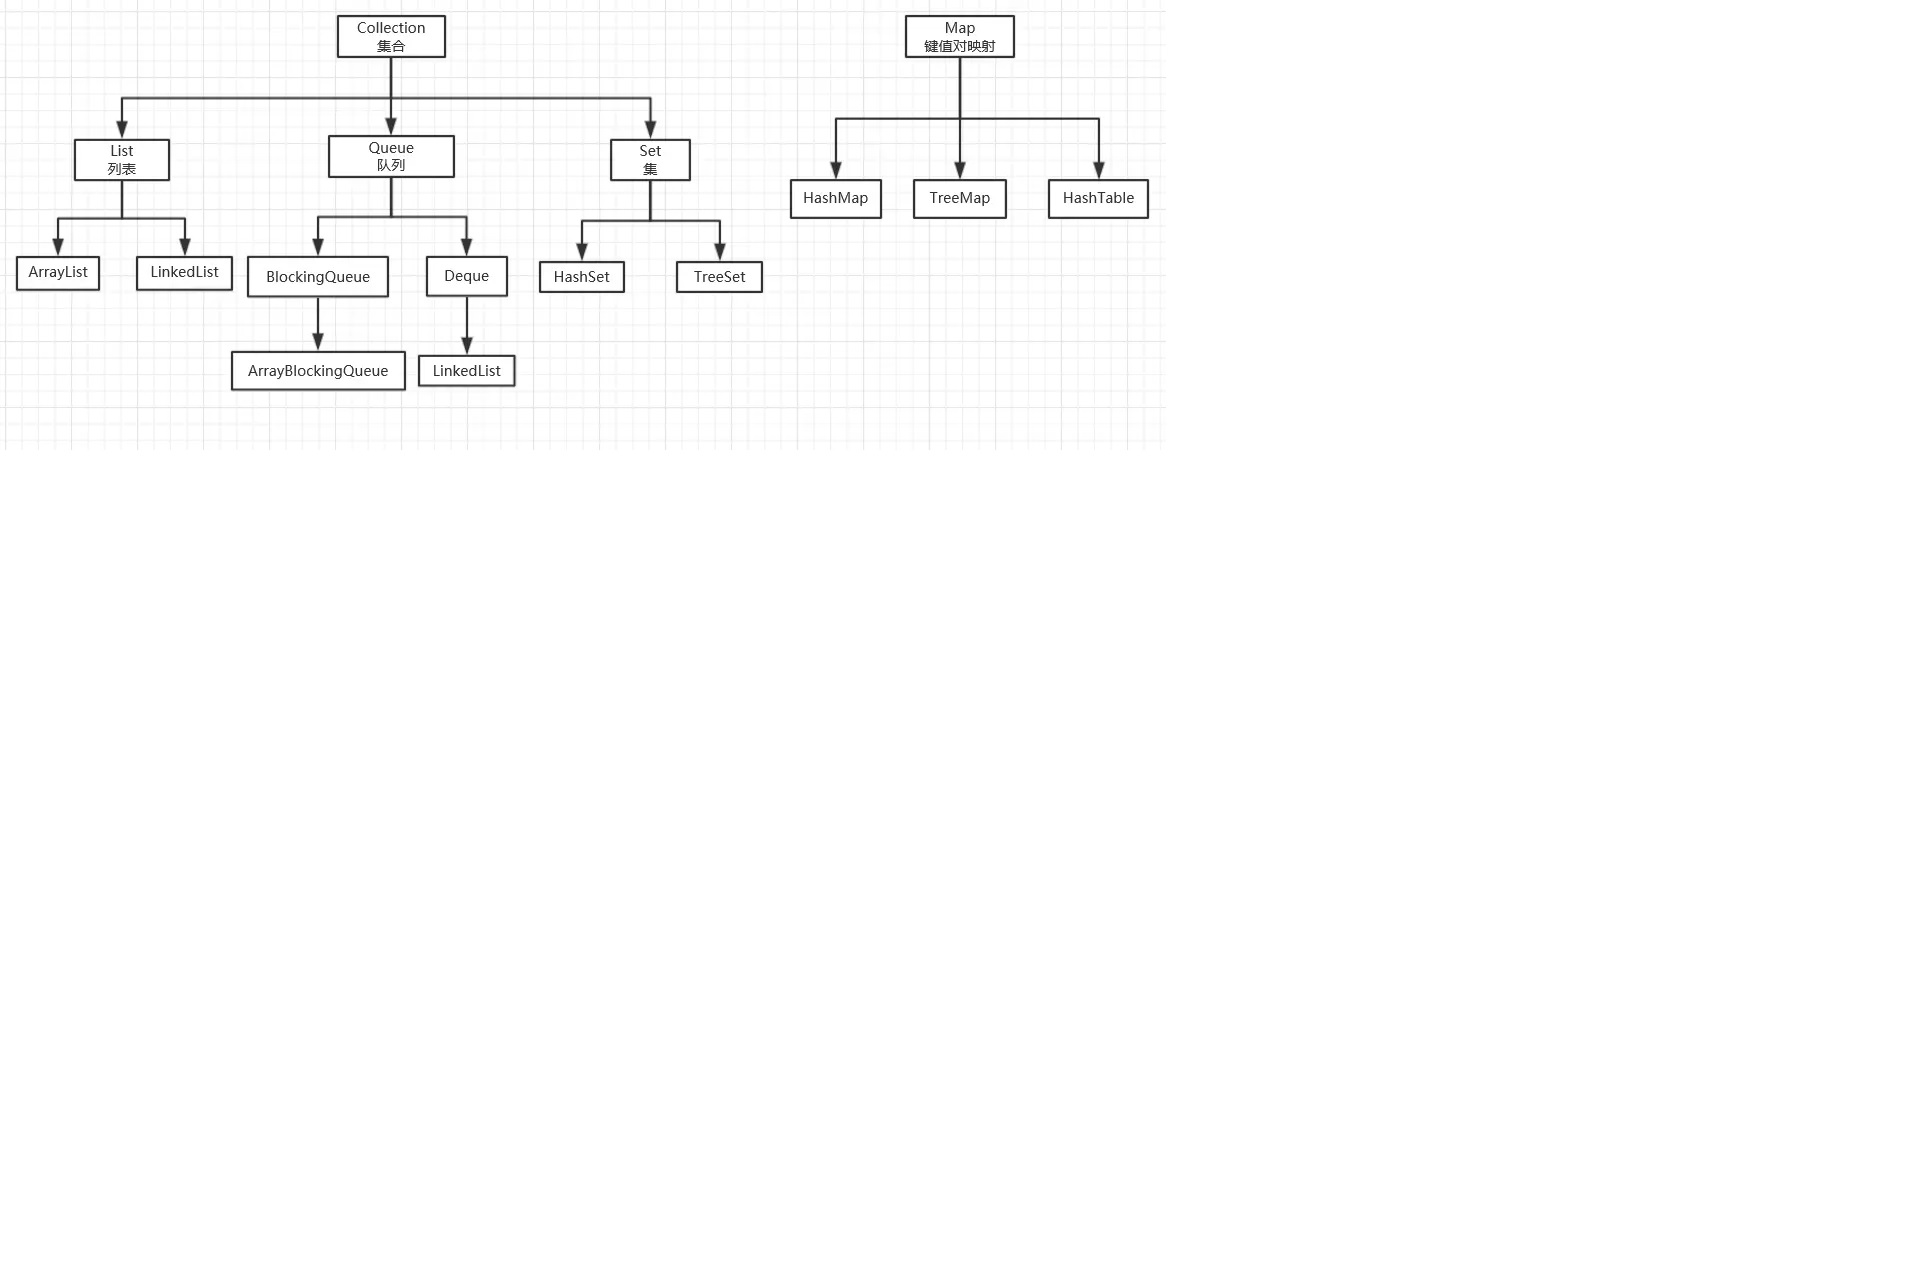 Collection
集合
Map
键值对映射
List
列表
Queue
队列
Set
集
HashMap
TreeMap
HashTable
ArrayList
LinkedList
BlockingQueue
Deque
HashSet
TreeSet
ArrayBlockingQueue
LinkedList